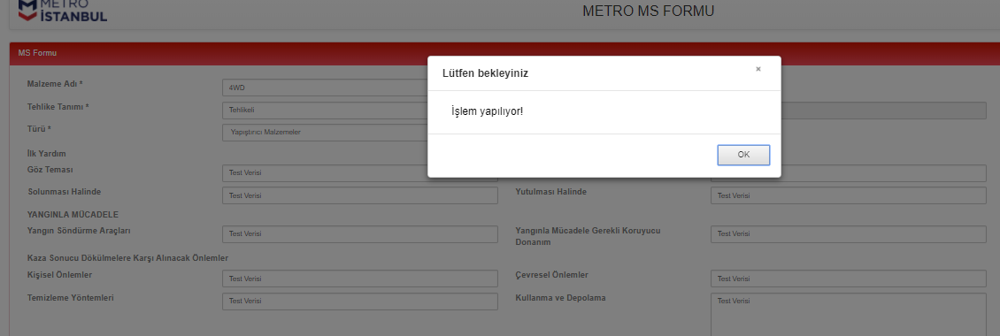 METRO
İSTANBUL
METRO MS FORMU
MS Formu
Lütfen bekleyiniz
×
İşlem yapılıyor!
OK
Malzeme Adı *
4WD
Tehlike Tanımı *
Tehlikeli
Türü *
Yapıştırıcı Malzemeler
İlk Yardım
Göz Teması
Test Verisi
Solunması Halinde
Test Verisi
Yutulması Halinde
Test Verisi
YANGINLA MÜCADELE
Yangın Söndürme Araçları
Test Verisi
Yangınla Mücadele Gerekli Koruyucu
Donanım
Test Verisi
Kaza Sonucu Dökülmelere Karşı Alınacak Önlemler
Kişisel Önlemler
Test Verisi
Çevresel Önlemler
Test Verisi
Temizleme Yöntemleri
Test Verisi
Kullanma ve Depolama
Test Verisi